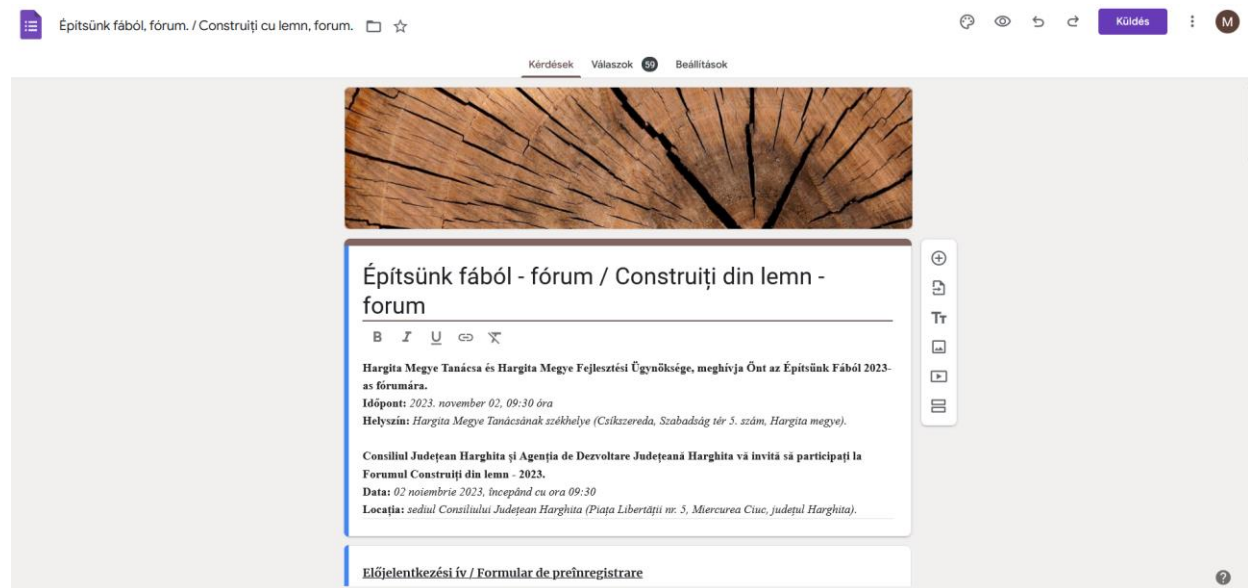 Építsünk fából, fórum. / Construiți cu lemn, forum.
Küldés
M
Kérdések Válaszok 59 Beállítások
Építsünk fából - fórum / Construiți din lemn -
forum
B I U
Tт
Hargita Megye Tanácsa és Hargita Megye Fejlesztési Ügynöksége, meghívja Önt az Építsünk Fából 2023-
as fórumára.
Időpont: 2023. november 02, 09:30 óra
Helyszín: Hargita Megye Tanácsának székhelye (Csíkszereda, Szabadság tér 5. szám, Hargita megye).
Consiliul Județean Harghita și Agenția de Dezvoltare Județeană Harghita vă invită să participați la
Forumul Construiți din lemn - 2023.
Data: 02 noiembrie 2023, începând cu ora 09:30
Locația: sediul Consiliului Județean Harghita (Piața Libertății nr. 5, Miercurea Ciuc, județul Harghita).
Előjelentkezési ív / Formular de preînregistrare